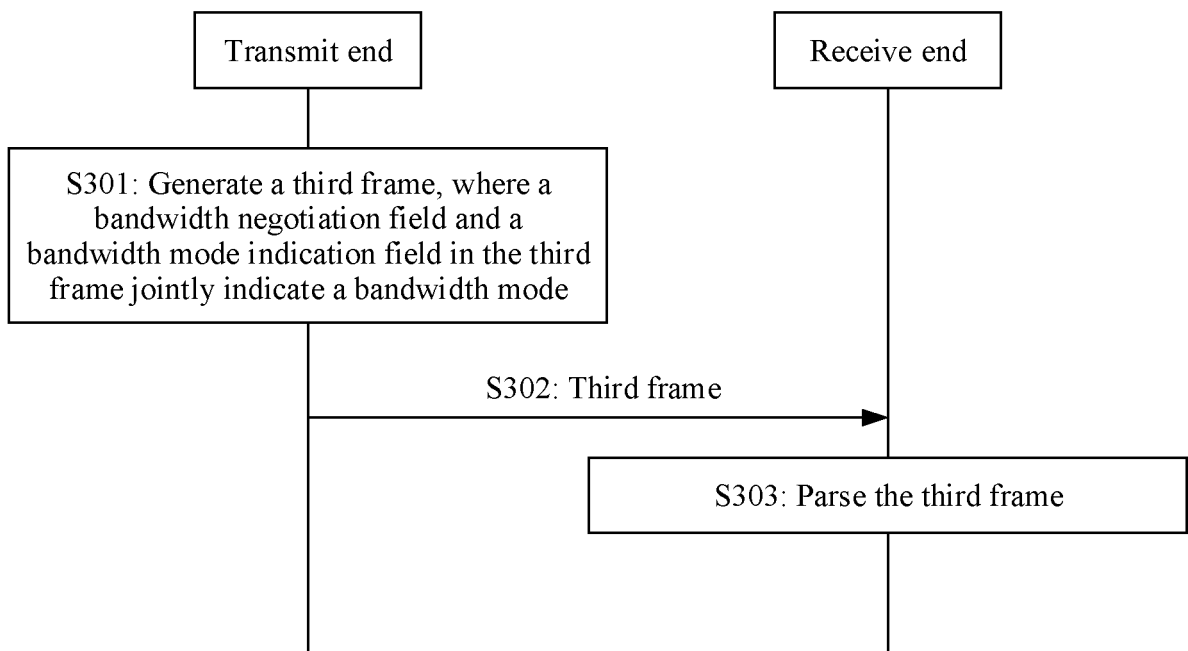 Transmit end
Receive end
S301: Generate a third frame, where a
bandwidth negotiation field and a
bandwidth mode indication field in the third
frame jointly indicate a bandwidth mode
S302: Third frame
S303: Parse the third frame